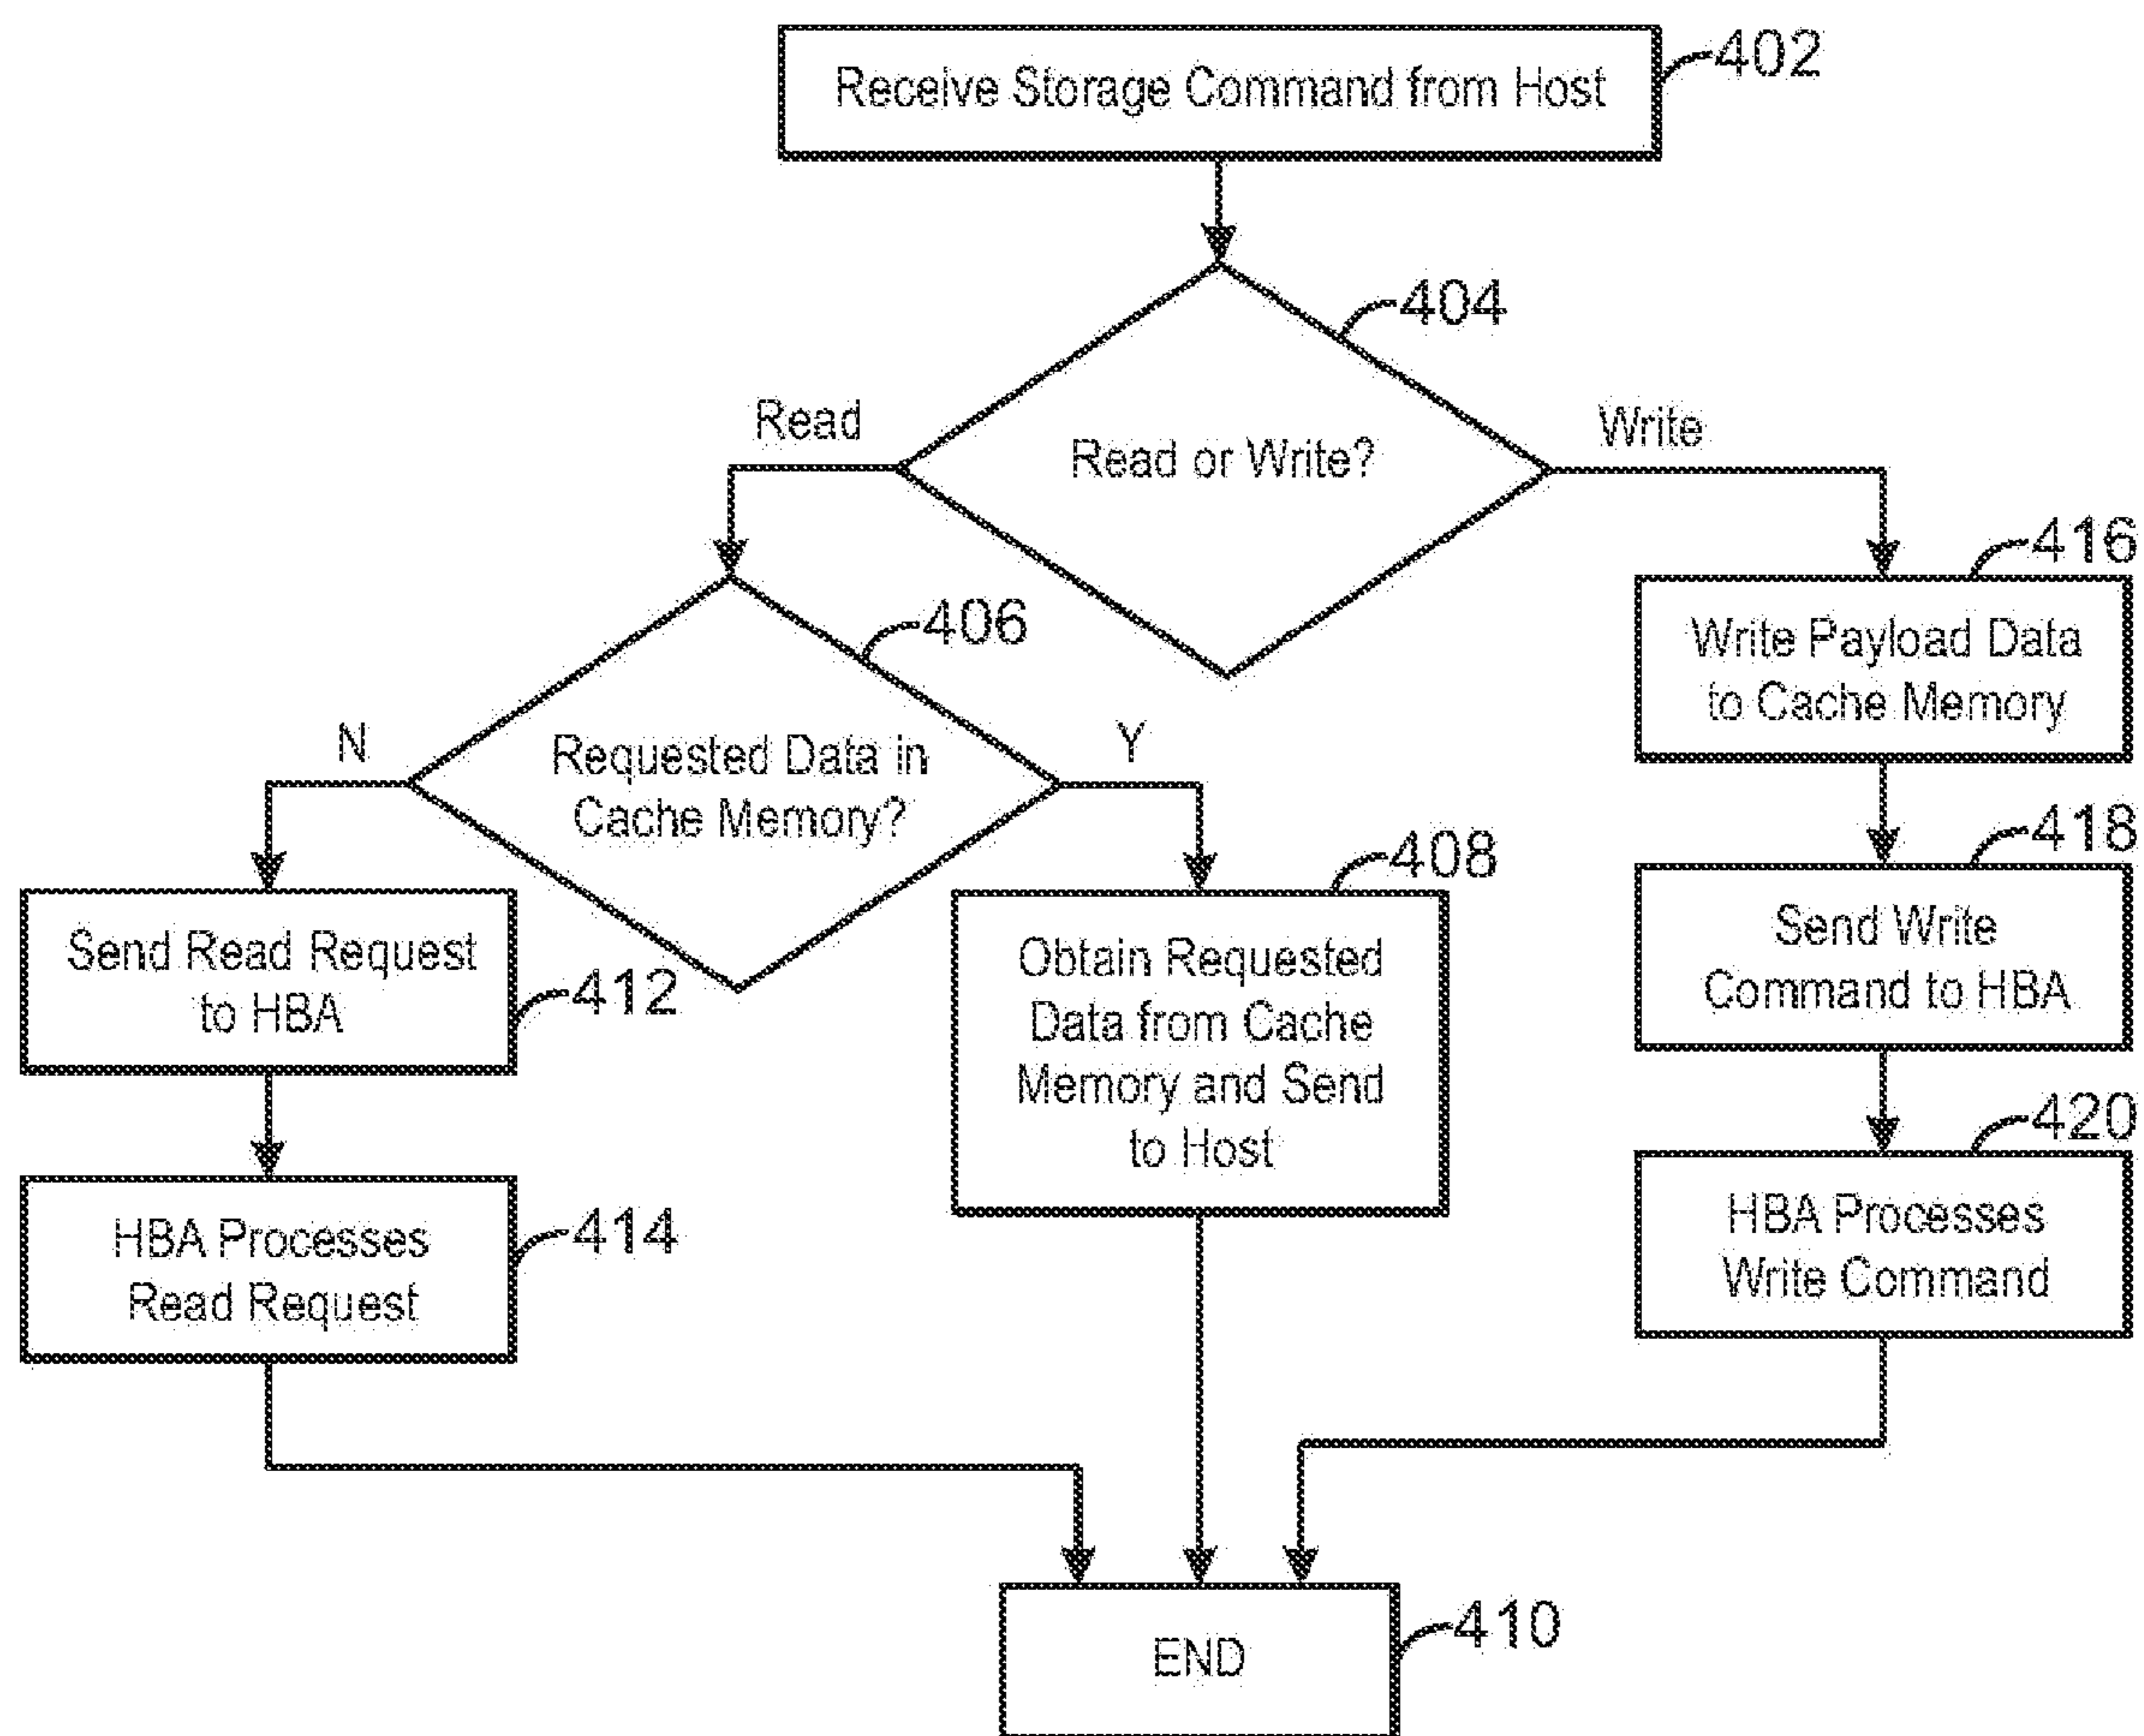 Receive Storage Command from Host
402
404
Read
Read or Write?
Write
416
Write Payload Data
to Cache Memory
406
N
Requested Data in
Cache Memory?
Y
418
Send Write
Command to HBA
408
Send Read Request
to HBA
412
Obtain Requested
Data from Cache
Memory and Send
to Host
420
HBA Processes
Write Command
HBA Processes
Read Request
414
END
410